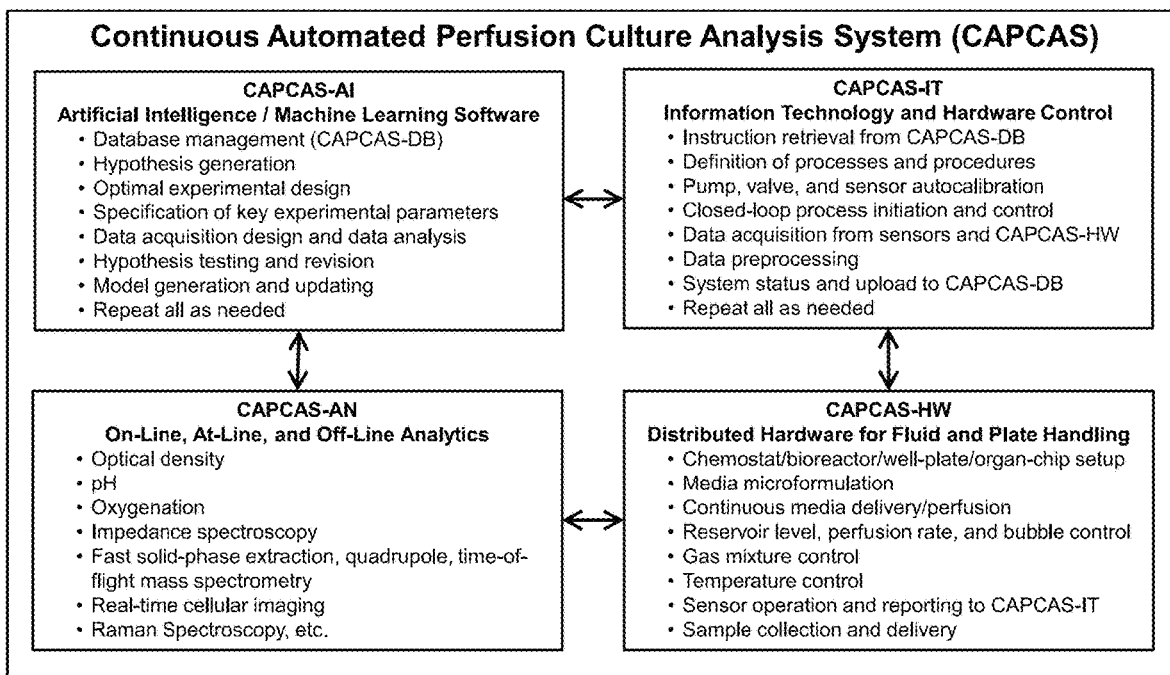 Continuous Automated Perfusion Culture Analysis System (CAPCAS)
CAPCAS-AI
Artificial Intelligence / Machine Learning Software
• Database management (CAPCAS-DB)
• Hypothesis generation
• Optimal experimental design
• Specification of key experimental parameters
• Data acquisition design and data analysis
• Hypothesis testing and revision
• Model generation and updating
• Repeat all as needed
CAPCAS-IT
Information Technology and Hardware Control
• Instruction retrieval from CAPCAS-DB
• Definition of processes and procedures
• Pump, valve, and sensor autocalibration
• Closed-loop process initiation and control
• Data acquisition from sensors and CAPCAS-HW
• Data preprocessing
• System status and upload to CAPCAS-DB
• Repeat all as needed
CAPCAS-AN
On-Line, At-Line, and Off-Line Analytics
• Optical density
• pH
• Oxygenation
• Impedance spectroscopy
• Fast solid-phase extraction, quadrupole, time-of-
flight mass spectrometry
• Real-time cellular imaging
• Raman Spectroscopy, etc.
CAPCAS-HW
Distributed Hardware for Fluid and Plate Handling
• Chemostat/bioreactor/well-plate/organ-chip setup
• Media microformulation
• Continuous media delivery/perfusion
• Reservoir level, perfusion rate, and bubble control
• Gas mixture control
• Temperature control
• Sensor operation and reporting to CAPCAS-IT
• Sample collection and delivery